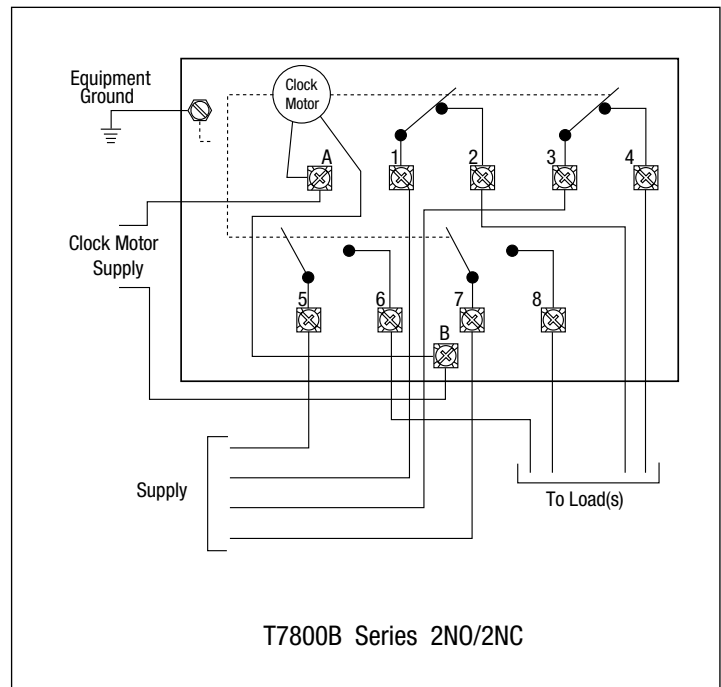 Equipment
Ground
Clock
Motor
A
1
2
3
4
Clock Motor
Supply
5
6
7
8
B
Supply
To Load(s)
T7800B Series 2NO/2NC